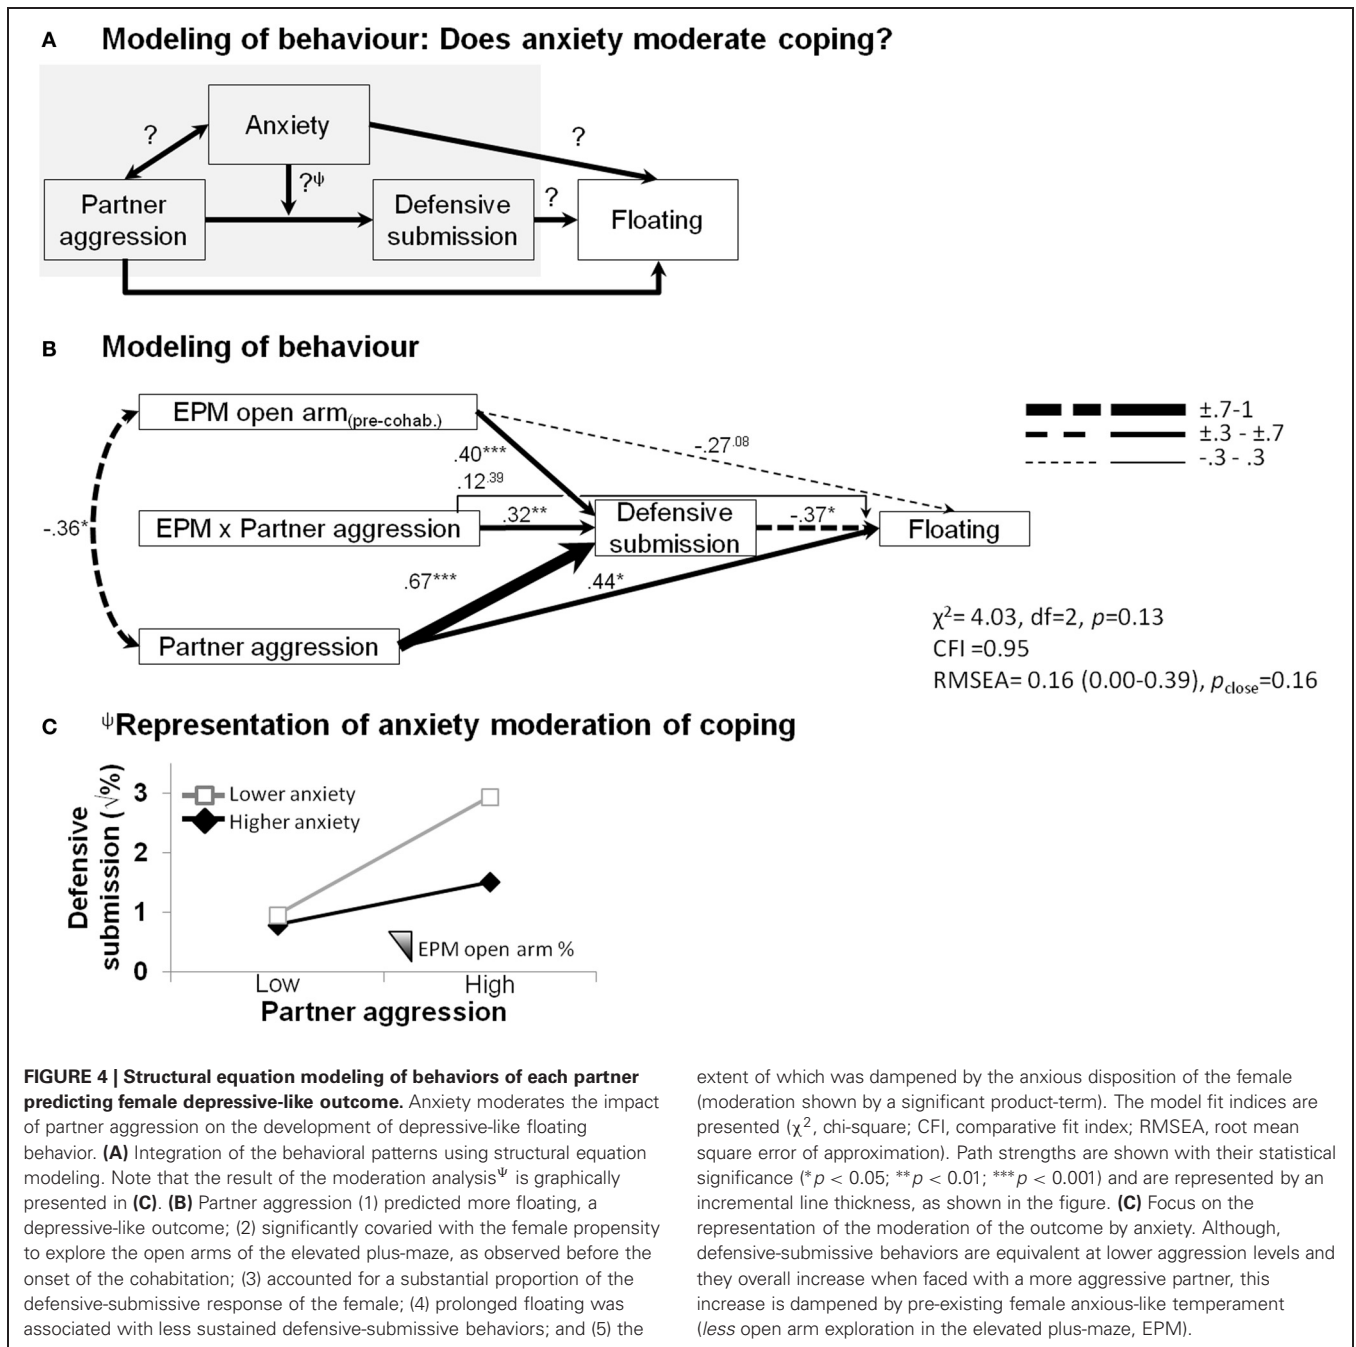 A Modeling of behaviour: Does anxiety moderate coping?
Anxiety
?
?
?ψ
Partner
aggression
Defensive
submission
?
Floating
B Modeling of behaviour
EPM open arm(pre-cohab.)
±.7-1
±.3 - ±.7
-.3 - .3
-.27.08
.40***
.12.39
-.36*
EPM x Partner aggression
.32**
Defensive
submission
-.37*
Floating
.67***
.44*
Partner aggression
χ²= 4.03, df=2, p=0.13
CFI =0.95
RMSEA= 0.16 (0.00-0.39), pclose=0.16
C ψRepresentation of anxiety moderation of coping
Defensive
submission (√%)
3
2
1
0
Lower anxiety
Higher anxiety
EPM open arm %
Low
High
Partner aggression
FIGURE 4 | Structural equation modeling of behaviors of each partner
predicting female depressive-like outcome. Anxiety moderates the impact
of partner aggression on the development of depressive-like floating
behavior. (A) Integration of the behavioral patterns using structural equation
modeling. Note that the result of the moderation analysisΨ is graphically
presented in (C). (B) Partner aggression (1) predicted more floating, a
depressive-like outcome; (2) significantly covaried with the female propensity
to explore the open arms of the elevated plus-maze, as observed before the
onset of the cohabitation; (3) accounted for a substantial proportion of the
defensive-submissive response of the female; (4) prolonged floating was
associated with less sustained defensive-submissive behaviors; and (5) the
extent of which was dampened by the anxious disposition of the female
(moderation shown by a significant product-term). The model fit indices are
presented (χ², chi-square; CFI, comparative fit index; RMSEA, root mean
square error of approximation). Path strengths are shown with their statistical
significance (*p < 0.05; **p < 0.01; ***p < 0.001) and are represented by an
incremental line thickness, as shown in the figure. (C) Focus on the
representation of the moderation of the outcome by anxiety. Although,
defensive-submissive behaviors are equivalent at lower aggression levels and
they overall increase when faced with a more aggressive partner, this
increase is dampened by pre-existing female anxious-like temperament
(less open arm exploration in the elevated plus-maze, EPM).